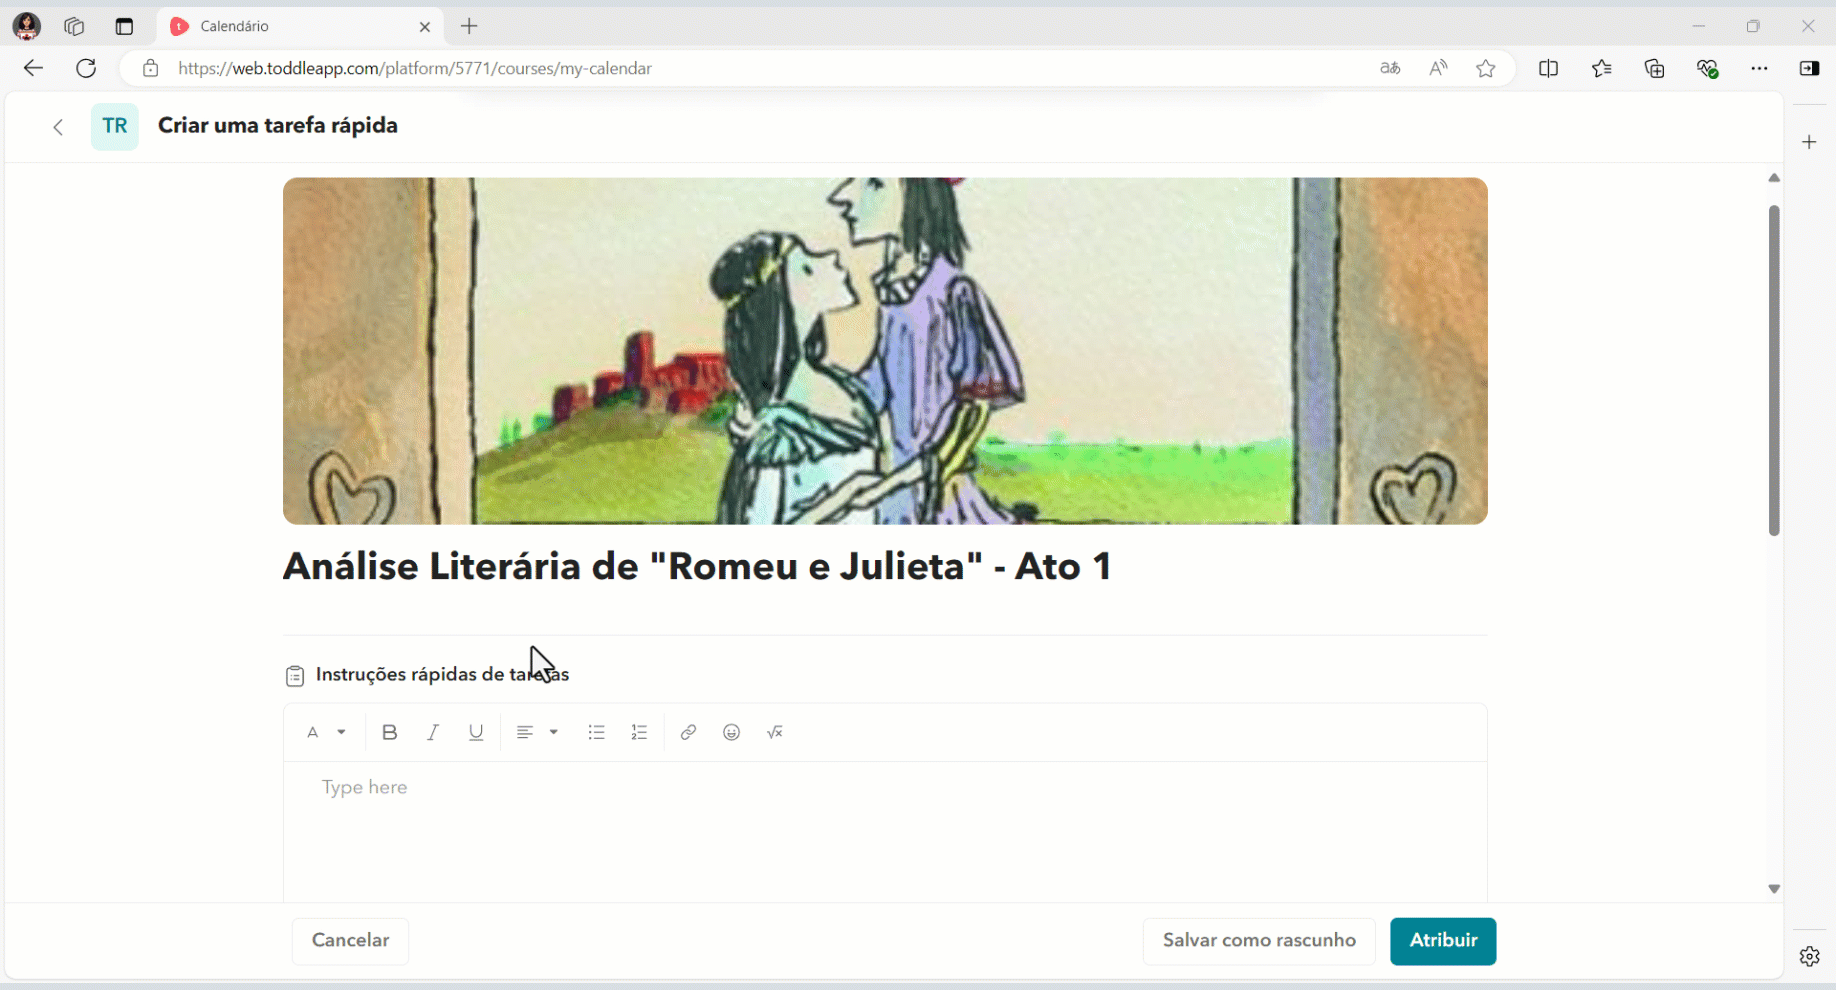 Calendário
https://web.toddleapp.com/platform/5771/courses/my-calendar
TR
Criar uma tarefa rápida
Análise Literária de "Romeu e Julieta" - Ato 1
Instruções rápidas de tarefas
Type here
Cancelar
Salvar como rascunho
Atribuir